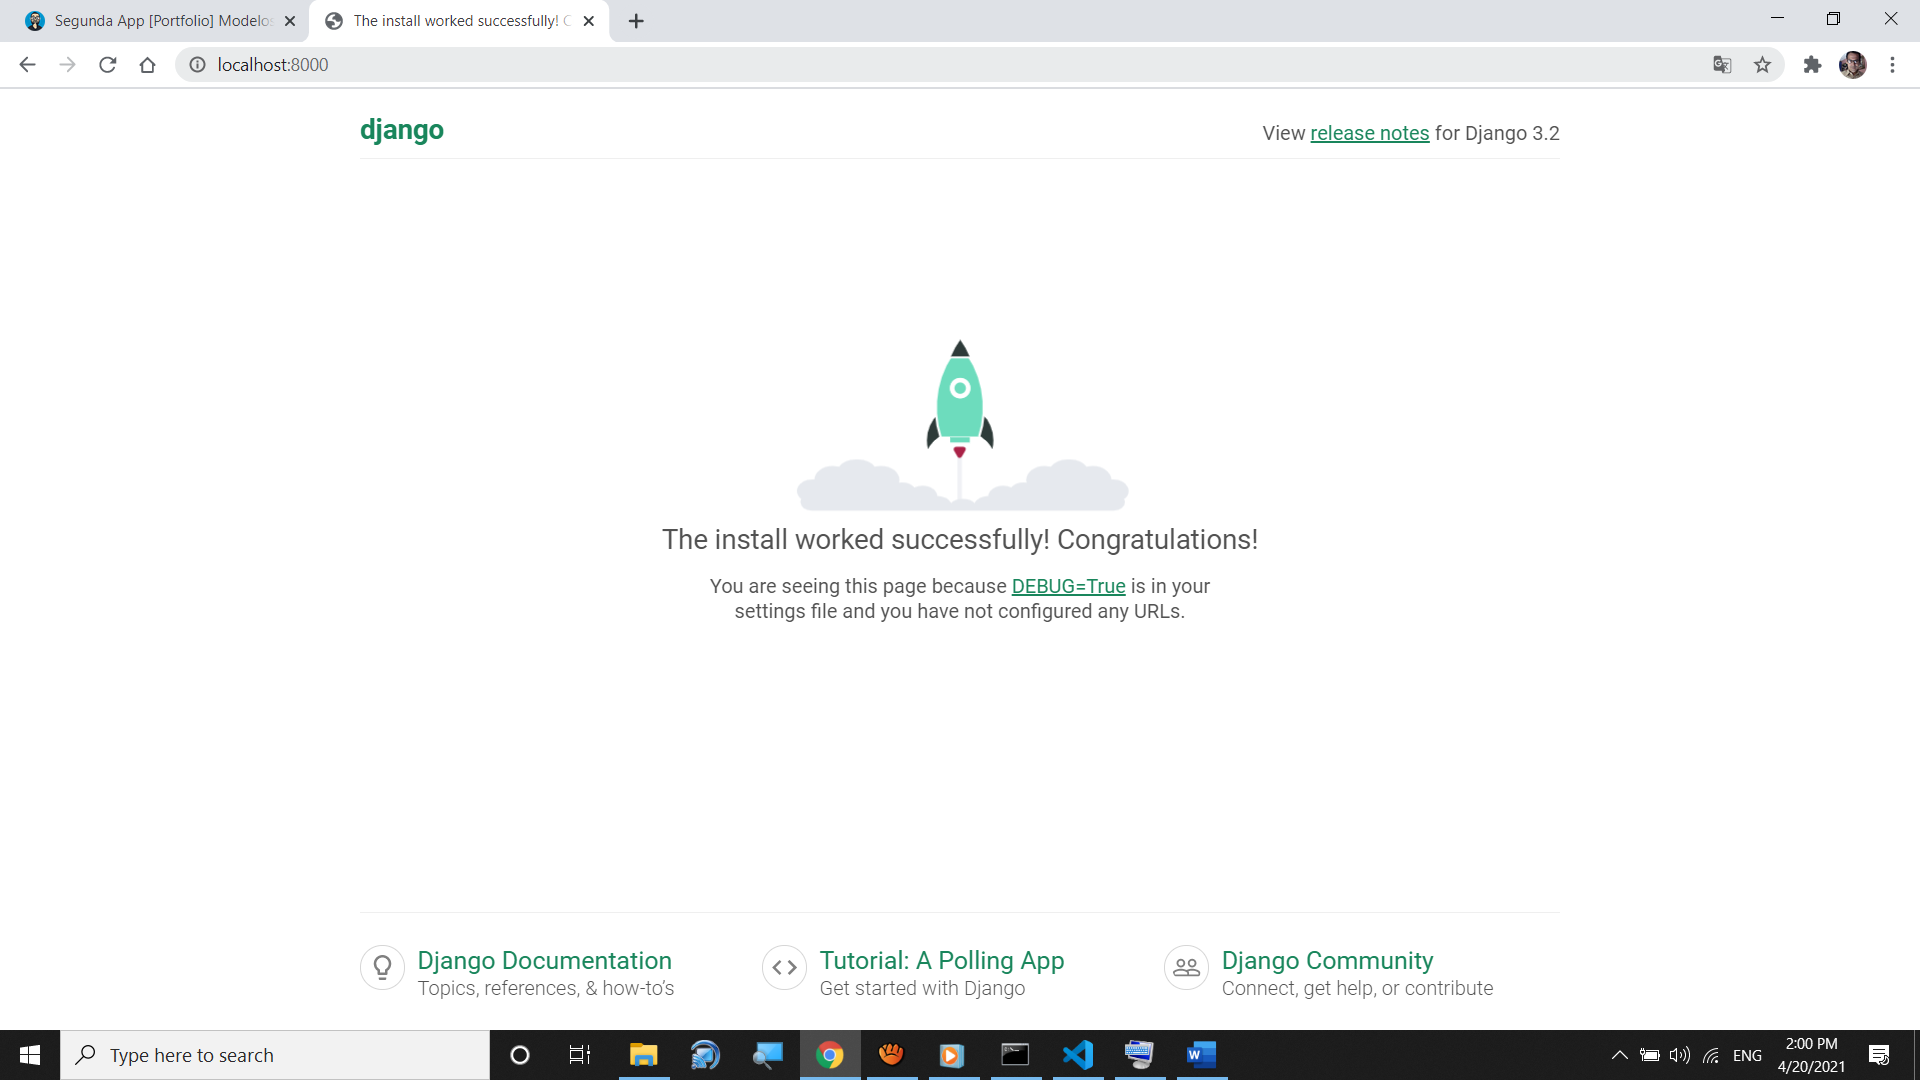 Segunda App [Portfolio] Modelos
The install worked successfully! C
localhost:8000
django
View release notes for Django 3.2
The install worked successfully! Congratulations!
You are seeing this page because DEBUG=True is in your
settings file and you have not configured any URLs.
Django Documentation
Topics, references, & how-to's
Tutorial: A Polling App
Get started with Django
Django Community
Connect, get help, or contribute
Type here to search
ENG
2:00 PM
4/20/2021